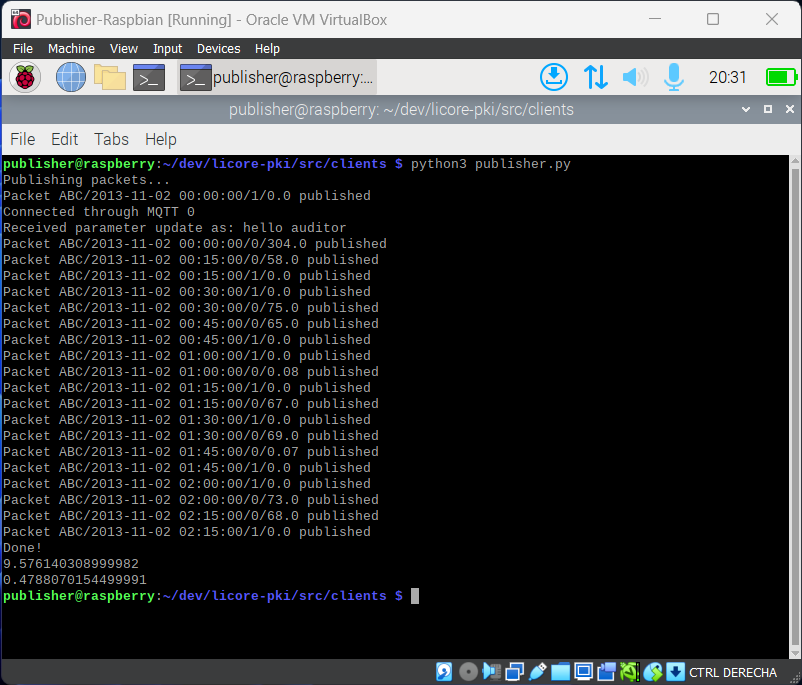 Publisher-Raspbian [Running] - Oracle VM VirtualBox
File Machine View Input Devices Help
publisher@raspberry:... 20:31
publisher@raspberry: ~/dev/licore-pki/src/clients
File Edit Tabs Help
publisher@raspberry:~/dev/licore-pki/src/clients $ python3 publisher.py
Publishing packets...
Packet ABC/2013-11-02 00:00:00/1/0.0 published
Connected through MQTT 0
Received parameter update as: hello auditor
Packet ABC/2013-11-02 00:00:00/0/304.0 published
Packet ABC/2013-11-02 00:15:00/0/58.0 published
Packet ABC/2013-11-02 00:15:00/1/0.0 published
Packet ABC/2013-11-02 00:30:00/1/0.0 published
Packet ABC/2013-11-02 00:30:00/0/75.0 published
Packet ABC/2013-11-02 00:45:00/0/65.0 published
Packet ABC/2013-11-02 00:45:00/1/0.0 published
Packet ABC/2013-11-02 01:00:00/1/0.0 published
Packet ABC/2013-11-02 01:00:00/0/0.08 published
Packet ABC/2013-11-02 01:15:00/1/0.0 published
Packet ABC/2013-11-02 01:15:00/0/67.0 published
Packet ABC/2013-11-02 01:30:00/1/0.0 published
Packet ABC/2013-11-02 01:30:00/0/69.0 published
Packet ABC/2013-11-02 01:45:00/0/0.07 published
Packet ABC/2013-11-02 01:45:00/1/0.0 published
Packet ABC/2013-11-02 02:00:00/1/0.0 published
Packet ABC/2013-11-02 02:00:00/0/73.0 published
Packet ABC/2013-11-02 02:15:00/0/68.0 published
Packet ABC/2013-11-02 02:15:00/1/0.0 published
Done!
9.576140308999982
0.4788070154499991
publisher@raspberry:~/dev/licore-pki/src/clients $
CTRL DERECHA